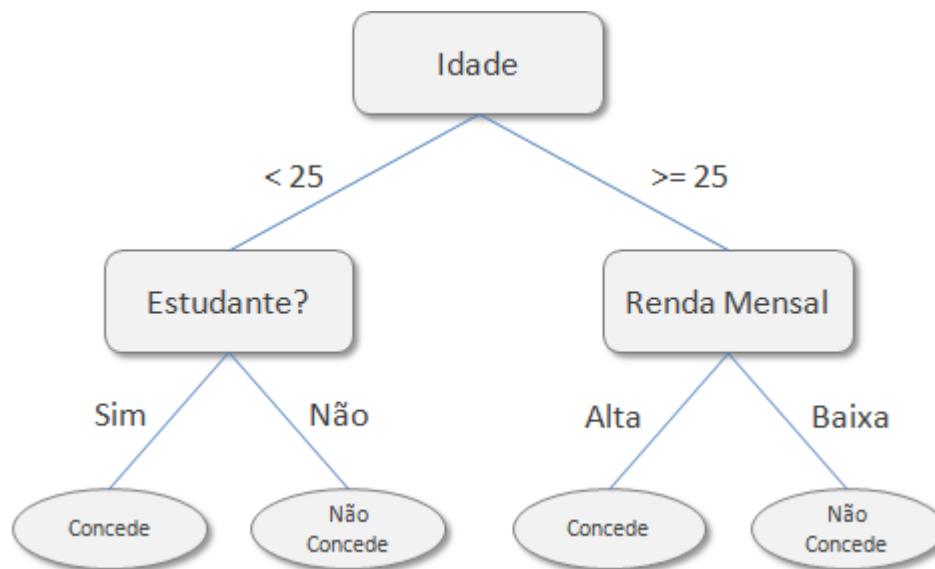 Idade
< 25
>= 25
Estudante?
Renda Mensal
Sim
Não
Alta
Baixa
Concede
Não
Concede
Concede
Não
Concede